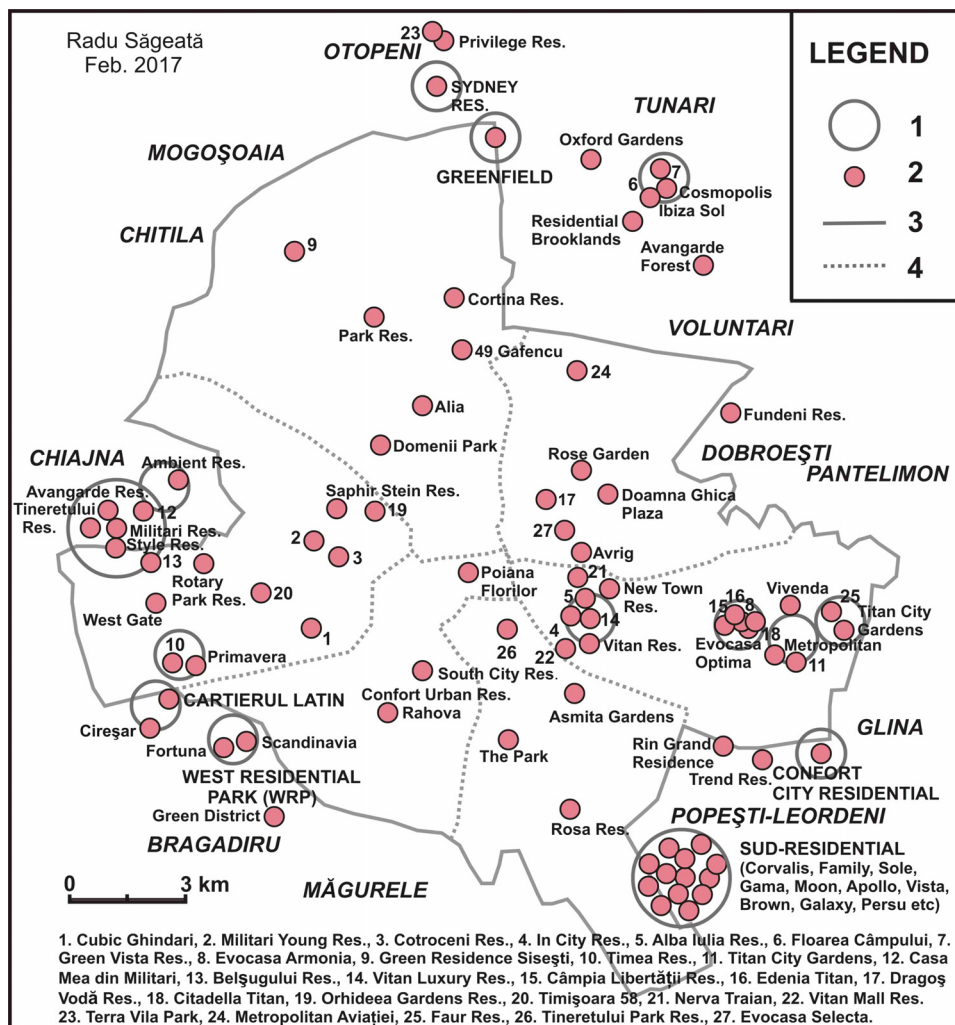 Radu Săgeată
Feb. 2017
23
Privilege Res.
OTOPENI
LEGEND
1
2
3
4
SYDNEY
RES.
TUNARI
MOGOŞOAIA
Oxford Gardens
GREENFIELD
7
6
Cosmopolis
Ibiza Sol
Residential
Brooklands
CHITILA
9
Avangarde
Forest
Cortina Res.
Park Res.
VOLUNTARI
49 Gafencu
24
Alia
Fundeni Res.
Domenii Park
DOBROEŞTI
PANTELIMON
CHIAJNA
Ambient Res.
Rose Garden
Avangarde Res.
Tineretului
Res.
12
Militari Res.
Style Res.
Saphir Stein Res.
19
17
Doamna Ghica
Plaza
27
2
3
Avrig
13
Rotary
Park Res.
20
Poiana
Florilor
21
New Town
Res.
5
14
4
16
15
8
18
Vivenda
25
Titan City
Gardens
West Gate
1
26
22
Vitan Res.
Evocasa
Optima
Metropolitan
11
10
Primavera
South City Res.
Confort Urban Res.
Rahova
Asmita Gardens
CARTIERUL LATIN
Cireşar
Fortuna
Scandinavia
The Park
Rin Grand
Residence
GLINA
Trend Res.
CONFORT
CITY RESIDENTIAL
WEST RESIDENTIAL
PARK (WRP)
Green District
BRAGADIRU
Rosa Res.
POPEŞTI-LEORDENI
SUD-RESIDENTIAL
(Corvalis, Family, Sole,
Gama, Moon, Apollo, Vista,
Brown, Galaxy, Persu etc)
0 3 km
MĂGURELE
1. Cubic Ghindari, 2. Militari Young Res., 3. Cotroceni Res., 4. In City Res., 5. Alba Iulia Res., 6. Floarea Câmpului, 7.
Green Vista Res., 8. Evocasa Armonia, 9. Green Residence Siseşti, 10. Timea Res., 11. Titan City Gardens, 12. Casa
Mea din Militari, 13. Belşugului Res., 14. Vitan Luxury Res., 15. Câmpia Libertăţii Res., 16. Edenia Titan, 17. Dragoş
Vodă Res., 18. Citadella Titan, 19. Orhideea Gardens Res., 20. Timişoara 58, 21. Nerva Traian, 22. Vitan Mall Res.
23. Terra Vila Park, 24. Metropolitan Aviaţiei, 25. Faur Res., 26. Tineretului Park Res., 27. Evocasa Selecta.